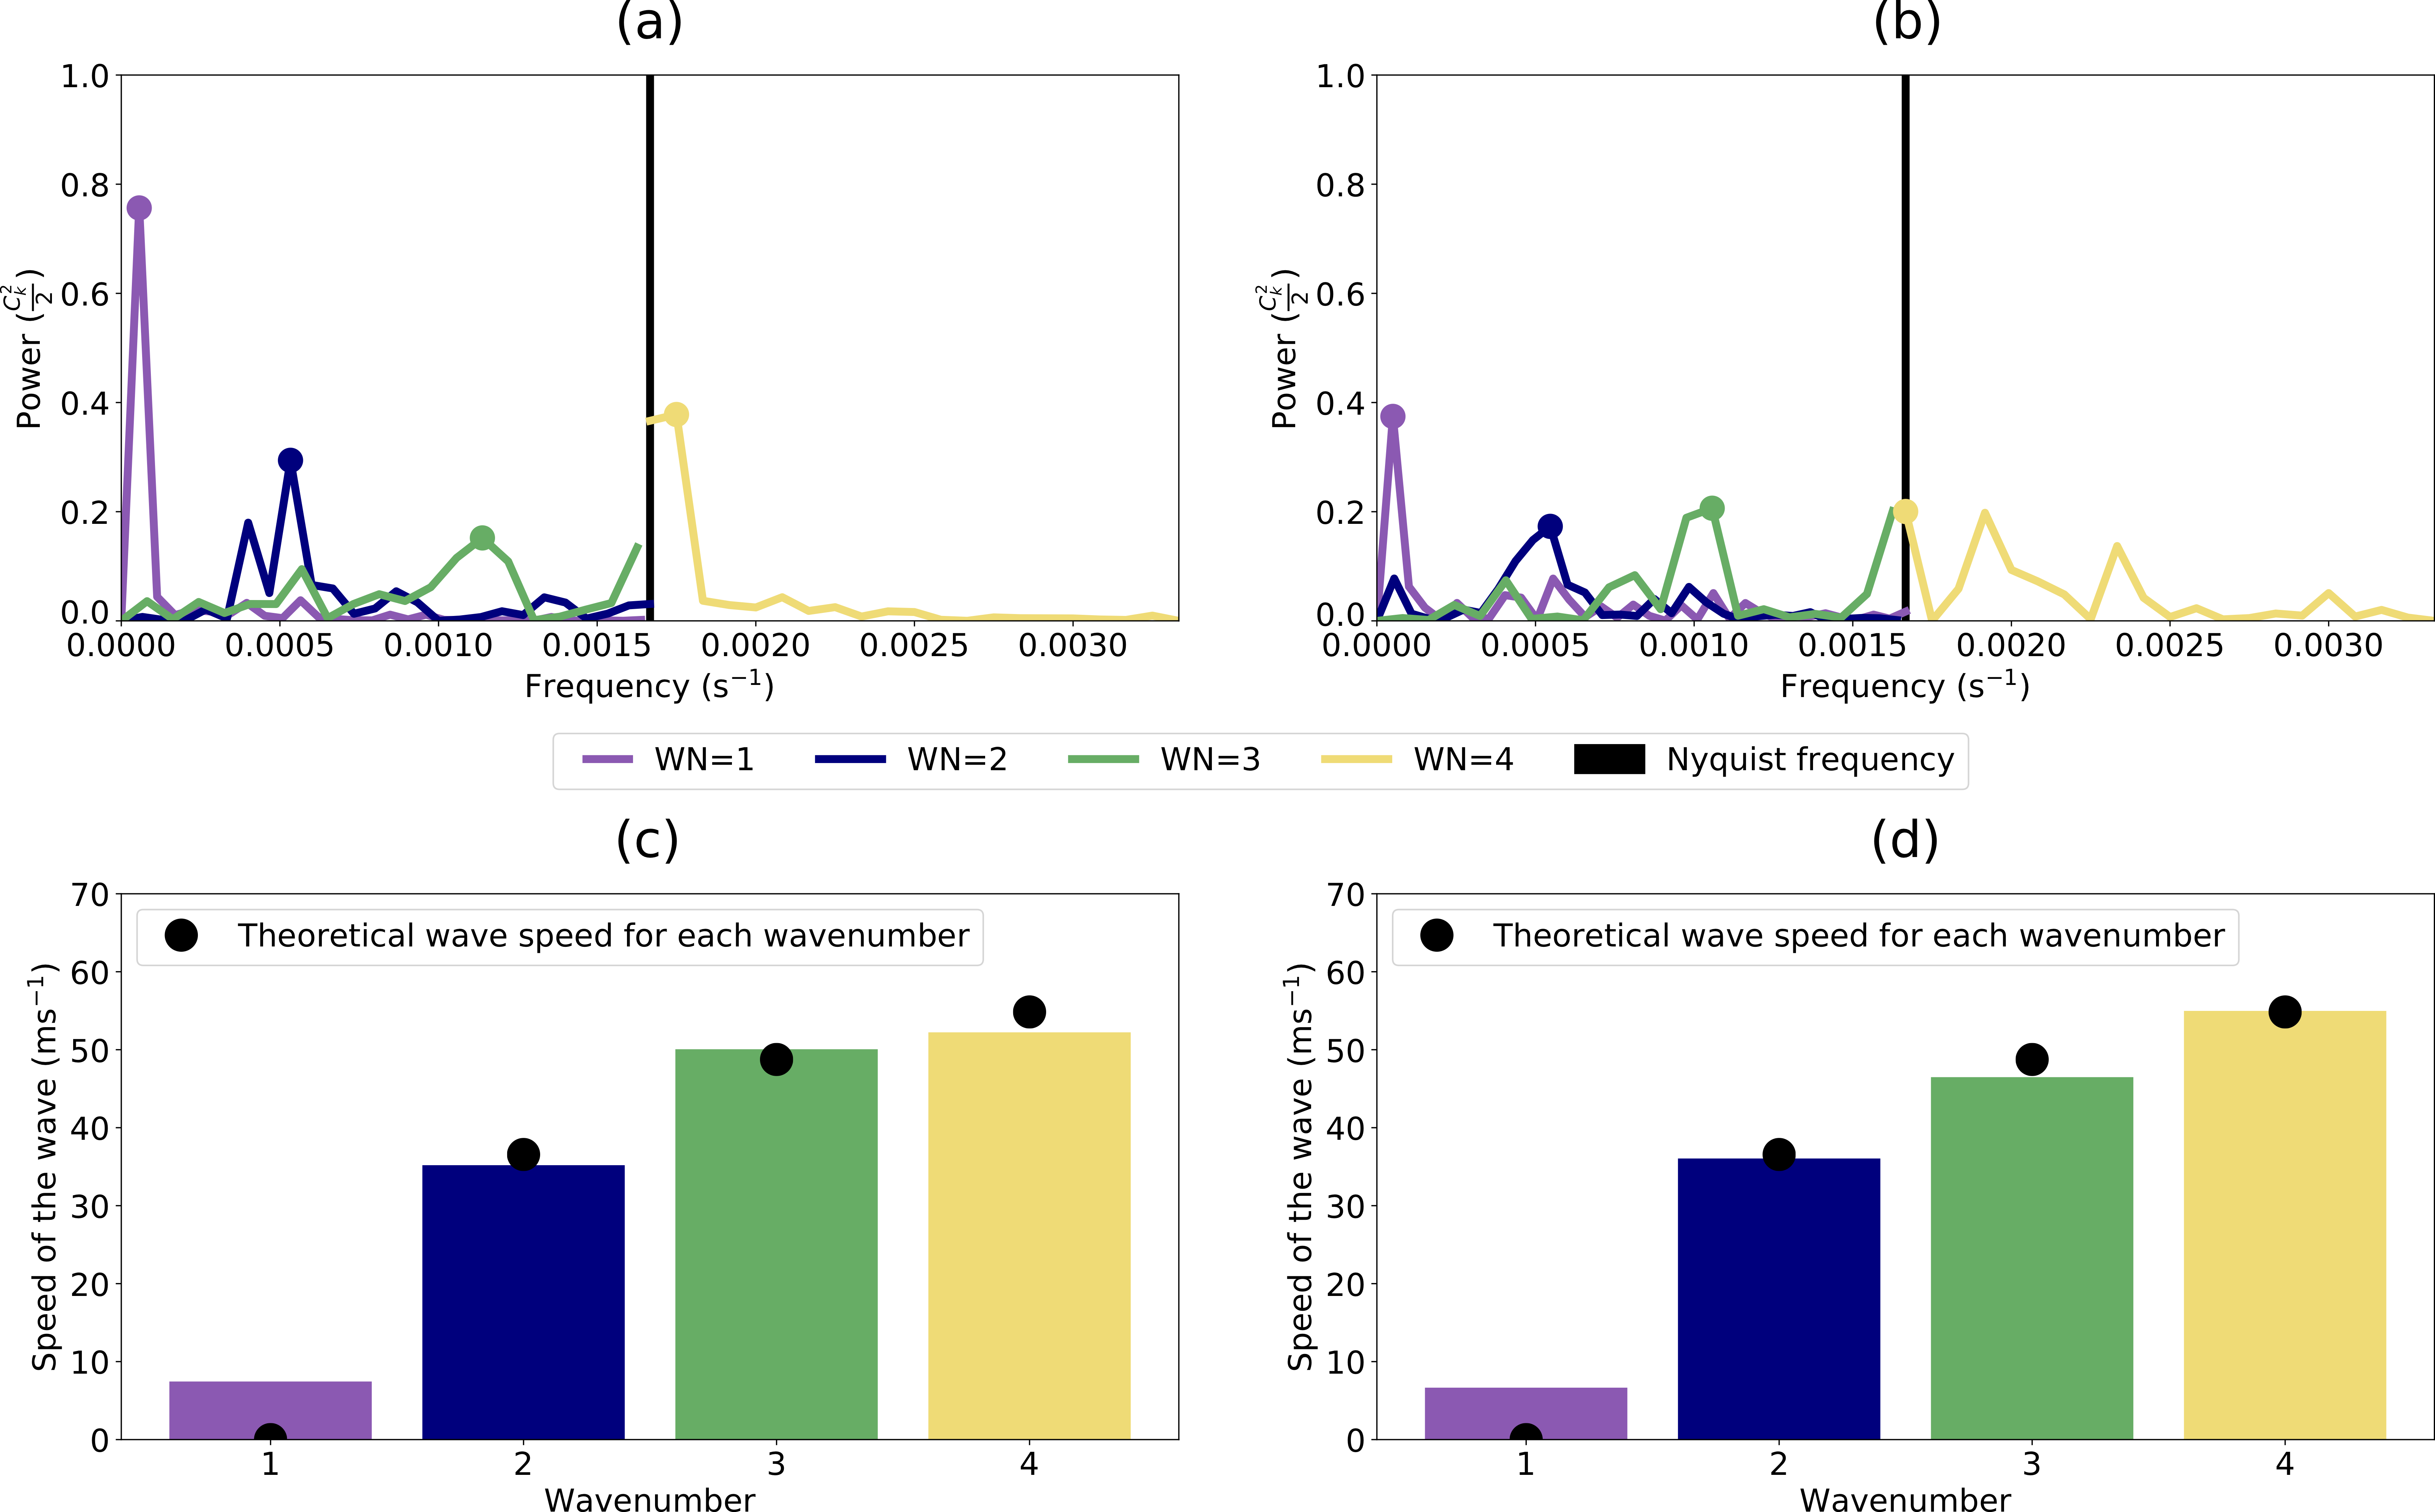 (a)
(b)
1.0
0.8
0.6
0.4
0.2
0.0
Power (C_k^2/2)
0.0000 0.0005 0.0010 0.0015 0.0020 0.0025 0.0030
Frequency (s⁻¹)
1.0
0.8
0.6
0.4
0.2
0.0
Power (C_k^2/2)
0.0000 0.0005 0.0010 0.0015 0.0020 0.0025 0.0030
Frequency (s⁻¹)
WN=1 WN=2 WN=3 WN=4 Nyquist frequency
(c)
(d)
70
60
50
40
30
20
10
0
Speed of the wave (ms⁻¹)
Theoretical wave speed for each wavenumber
1 2 3 4
Wavenumber
70
60
50
40
30
20
10
0
Speed of the wave (ms⁻¹)
Theoretical wave speed for each wavenumber
1 2 3 4
Wavenumber